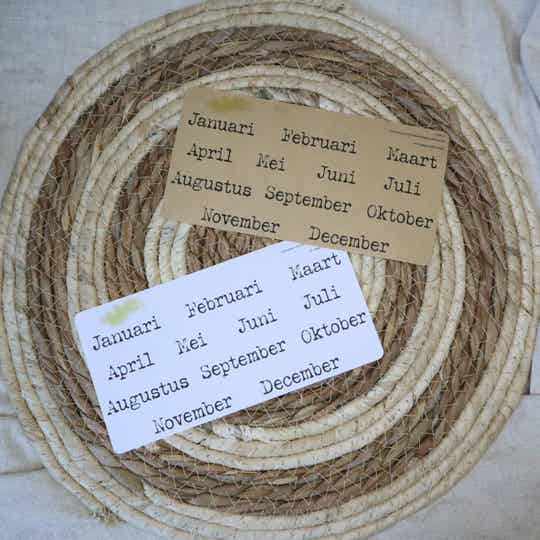 Januari Februari Maart
April Mei Juni Juli
Augustus September Oktober
November December
Januari Februari Maart
April Mei Juni Juli
Augustus September Oktober
November December